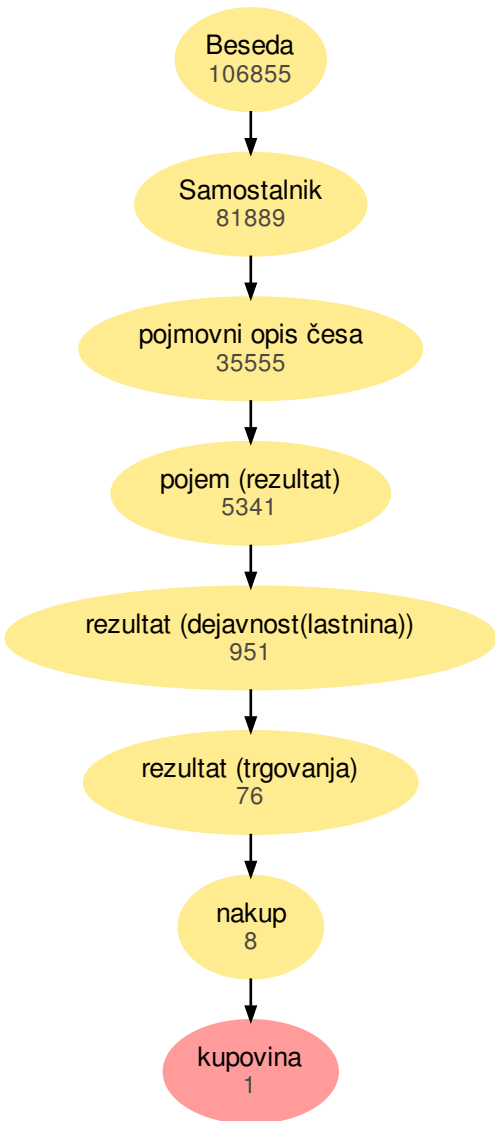 Beseda
106855
Samostalnik
81889
pojmovni opis česa
35555
pojem (rezultat)
5341
rezultat (dejavnost(lastnina))
951
rezultat (trgovanja)
76
nakup
8
kupovina
1